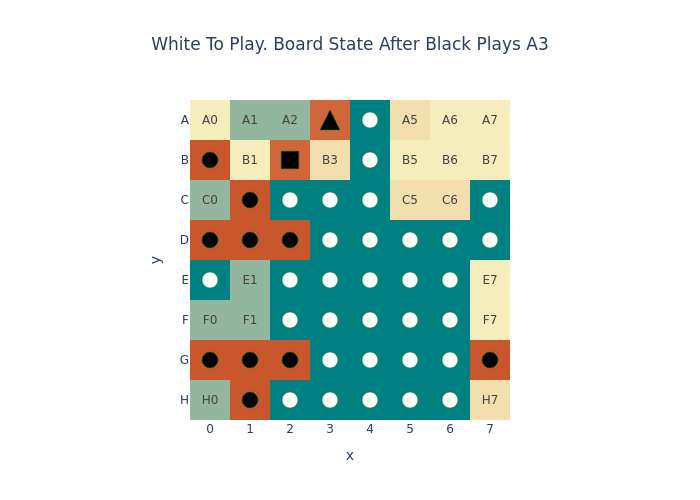 White To Play. Board State After Black Plays A3
A A0 A1 A2 A5 A6 A7
B B1 B3 B5 B6 B7
C C0 C5 C6
D
E E1 E7
F F0 F1 F7
G
H H0 H7
0 1 2 3 4 5 6 7
x
y